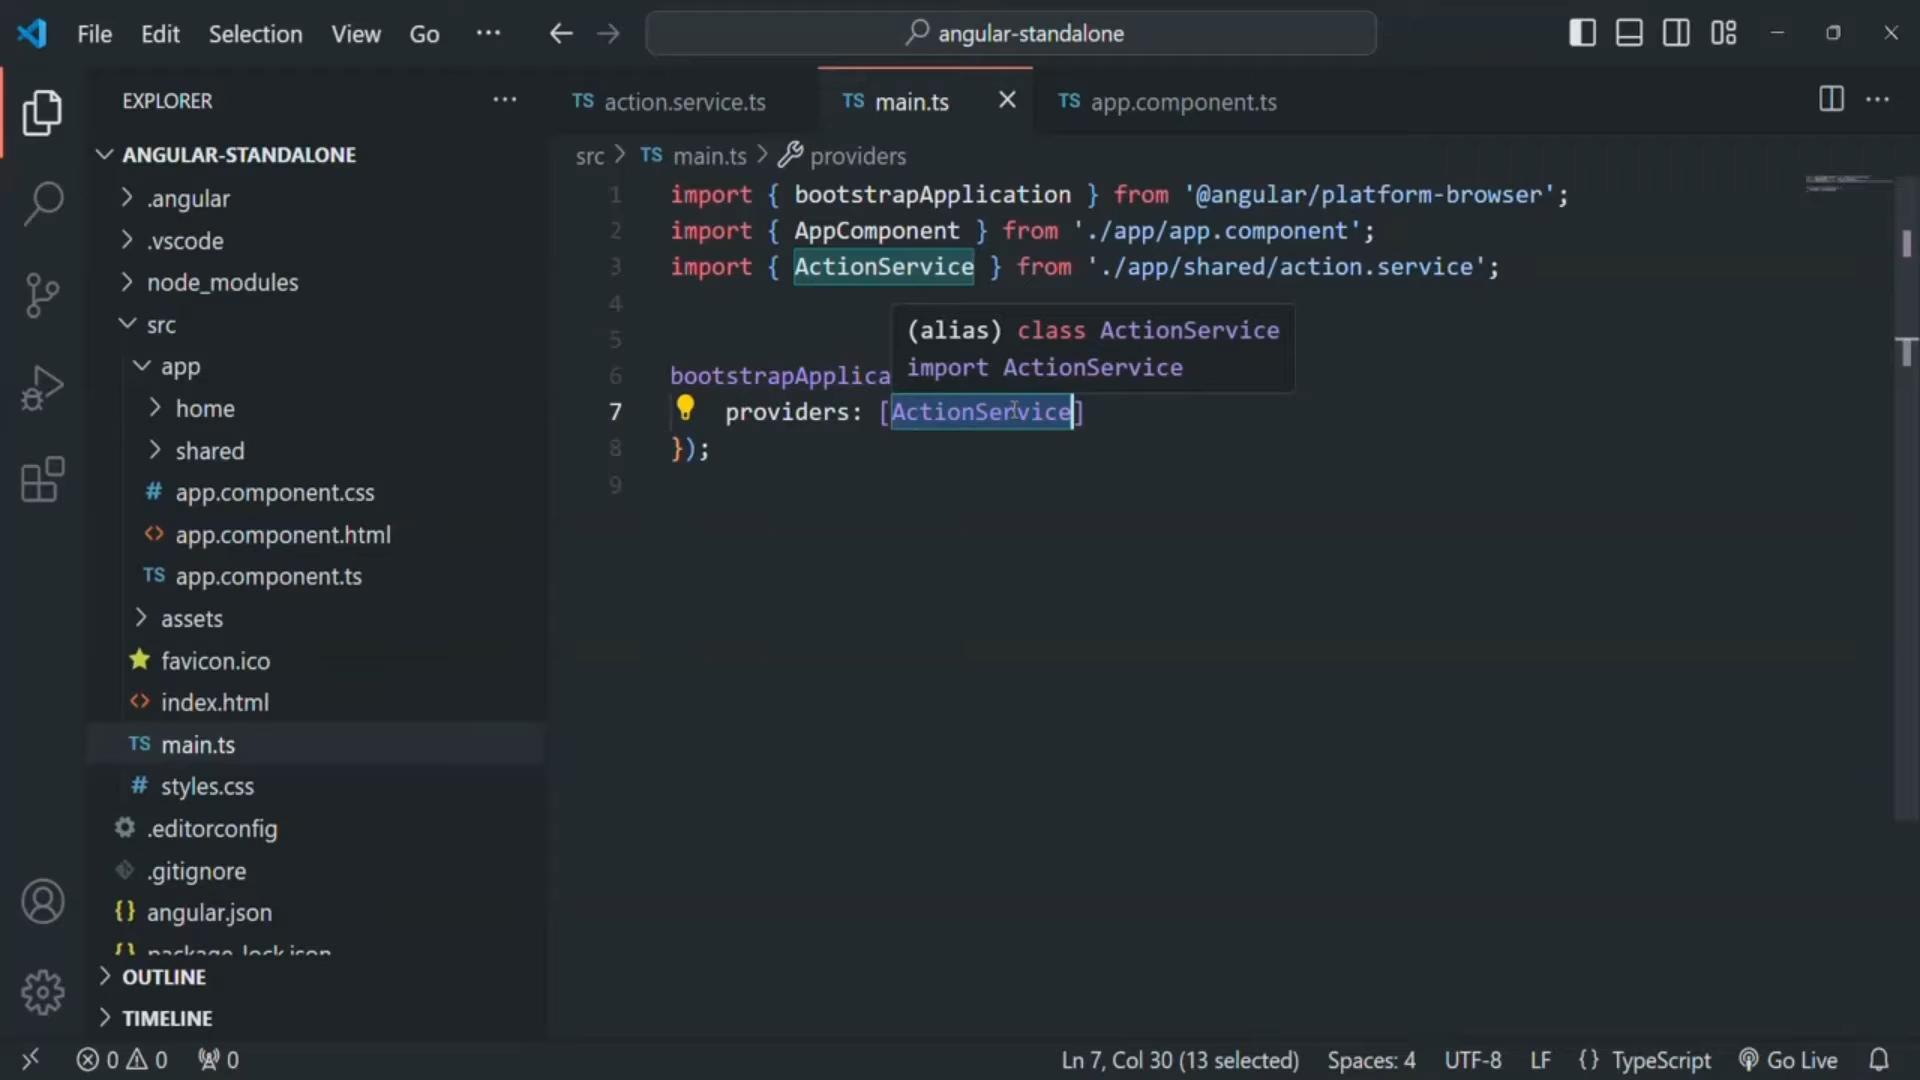 File Edit Selection View Go ··· angular-standalone
EXPLORER ···
ANGULAR-STANDALONE
.angular
.vscode
node_modules
src
app
home
shared
# app.component.css
<> app.component.html
TS app.component.ts
assets
favicon.ico
<> index.html
TS main.ts
# styles.css
.editorconfig
.gitignore
{} angular.json
{} package-lock.json
OUTLINE
TIMELINE
TS action.service.ts TS main.ts TS app.component.ts ···
src > TS main.ts > providers
1 import { bootstrapApplication } from '@angular/platform-browser';
2 import { AppComponent } from './app/app.component';
3 import { ActionService } from './app/shared/action.service';
4
(alias) class ActionService
5
import ActionService
6 bootstrapApplica
7 providers: [ActionService]
8 });
9
0 0 0 Ln 7, Col 30 (13 selected) Spaces: 4 UTF-8 LF {} TypeScript Go Live